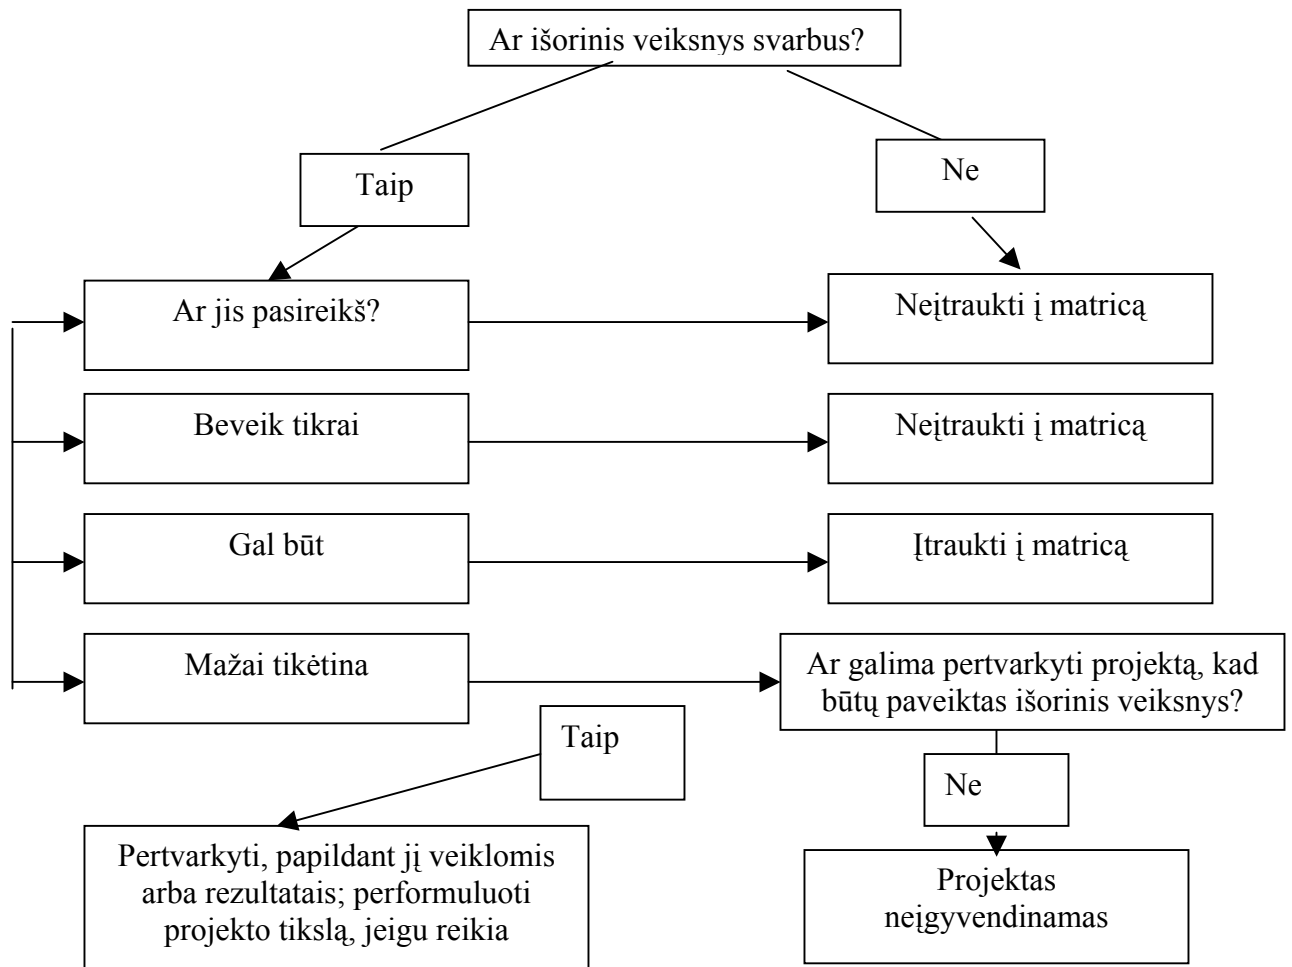 Ar išorinis veiksnys svarbus?
Taip
Ne
Ar jis pasireikš?
Neįtraukti į matricą
Beveik tikrai
Neįtraukti į matricą
Gal būt
Įtraukti į matricą
Mažai tikėtina
Ar galima pertvarkyti projektą, kad
būtų paveiktas išorinis veiksnys?
Taip
Ne
Pertvarkyti, papildant jį veiklomis
arba rezultatais; performuluoti
projekto tikslą, jeigu reikia
Projektas
neįgyvendinamas